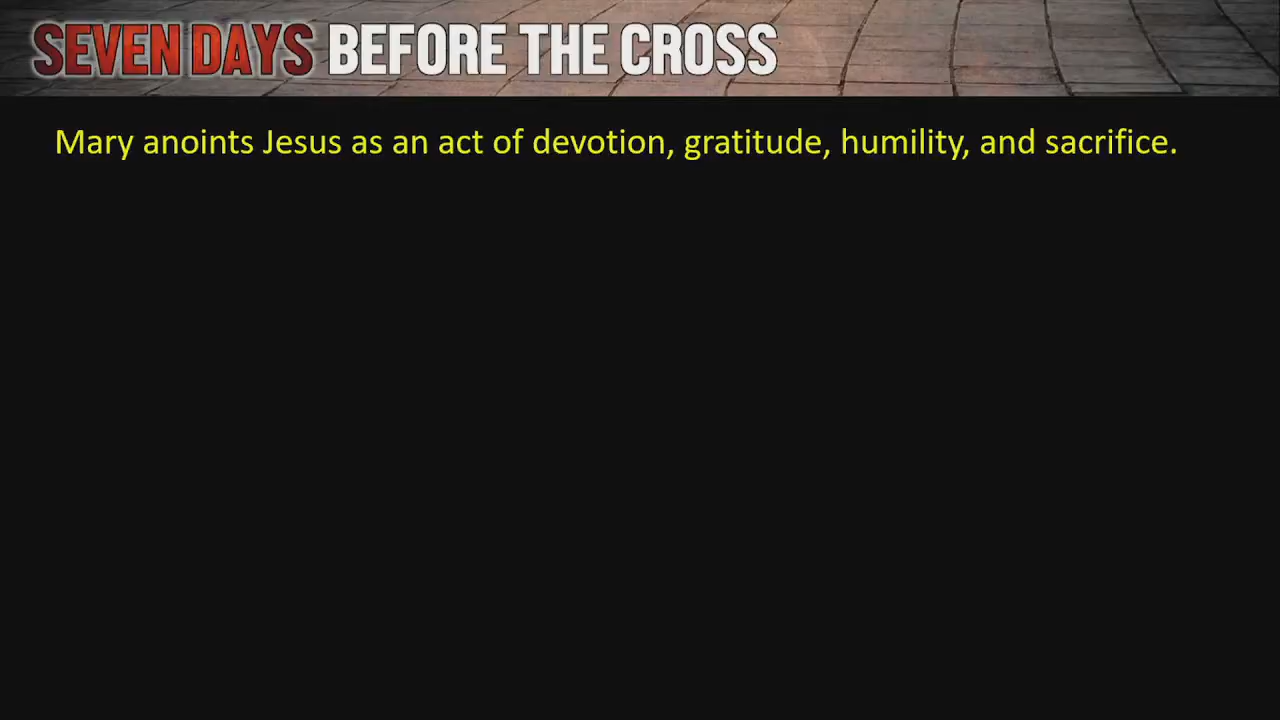 SEVEN DAYS BEFORE THE CROSS
Mary anoints Jesus as an act of devotion, gratitude, humility, and sacrifice.